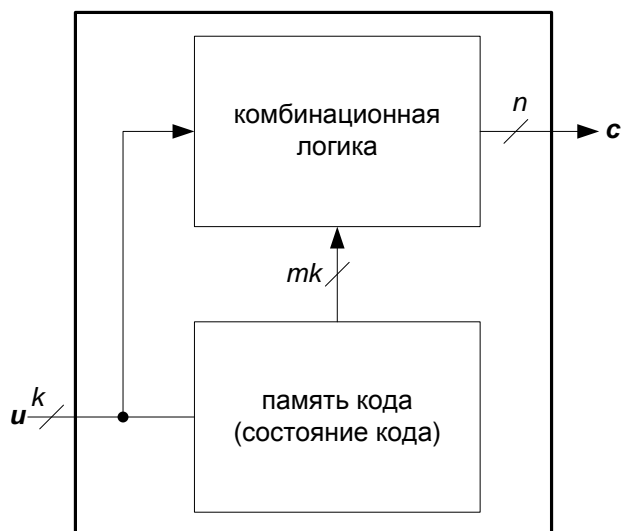 комбинационная
логика
n
c
mk
k
u
память кода
(состояние кода)